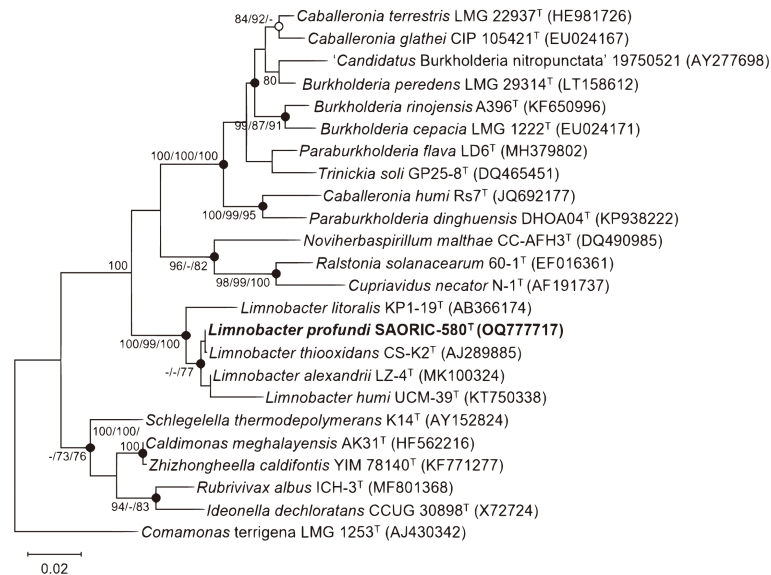 84/92/-
Caballeronia terrestris LMG 22937ᵀ (HE981726)
Caballeronia glathei CIP 105421ᵀ (EU024167)
'Candidatus Burkholderia nitropunctata' 19750521 (AY277698)
80
Burkholderia peredens LMG 29314ᵀ (LT158612)
Burkholderia rinojensis A396ᵀ (KF650996)
99/87/91
Burkholderia cepacia LMG 1222ᵀ (EU024171)
Paraburkholderia flava LD6ᵀ (MH379802)
100/100/100
Trinickia soli GP25-8ᵀ (DQ465451)
Caballeronia humi Rs7ᵀ (JQ692177)
100/99/95
Paraburkholderia dinghuensis DHOA04ᵀ (KP938222)
Noviherbaspirillum malthae CC-AFH3ᵀ (DQ490985)
96/-/82
Ralstonia solanacearum 60-1ᵀ (EF016361)
100
98/99/100
Cupriavidus necator N-1ᵀ (AF191737)
Limnobacter litoralis KP1-19ᵀ (AB366174)
Limnobacter profundi SAORIC-580ᵀ (OQ777717)
100/99/100
Limnobacter thiooxidans CS-K2ᵀ (AJ289885)
-/-/77
Limnobacter alexandrii LZ-4ᵀ (MK100324)
Limnobacter humi UCM-39ᵀ (KT750338)
Schlegelella thermodepolymerans K14ᵀ (AY152824)
100/100/
100
Caldimonas meghalayensis AK31ᵀ (HF562216)
-/73/76
Zhizhongheella caldifontis YIM 78140ᵀ (KF771277)
Rubrivivax albus ICH-3ᵀ (MF801368)
94/-/83
Ideonella dechloratans CCUG 30898ᵀ (X72724)
Comamonas terrigena LMG 1253ᵀ (AJ430342)
0.02